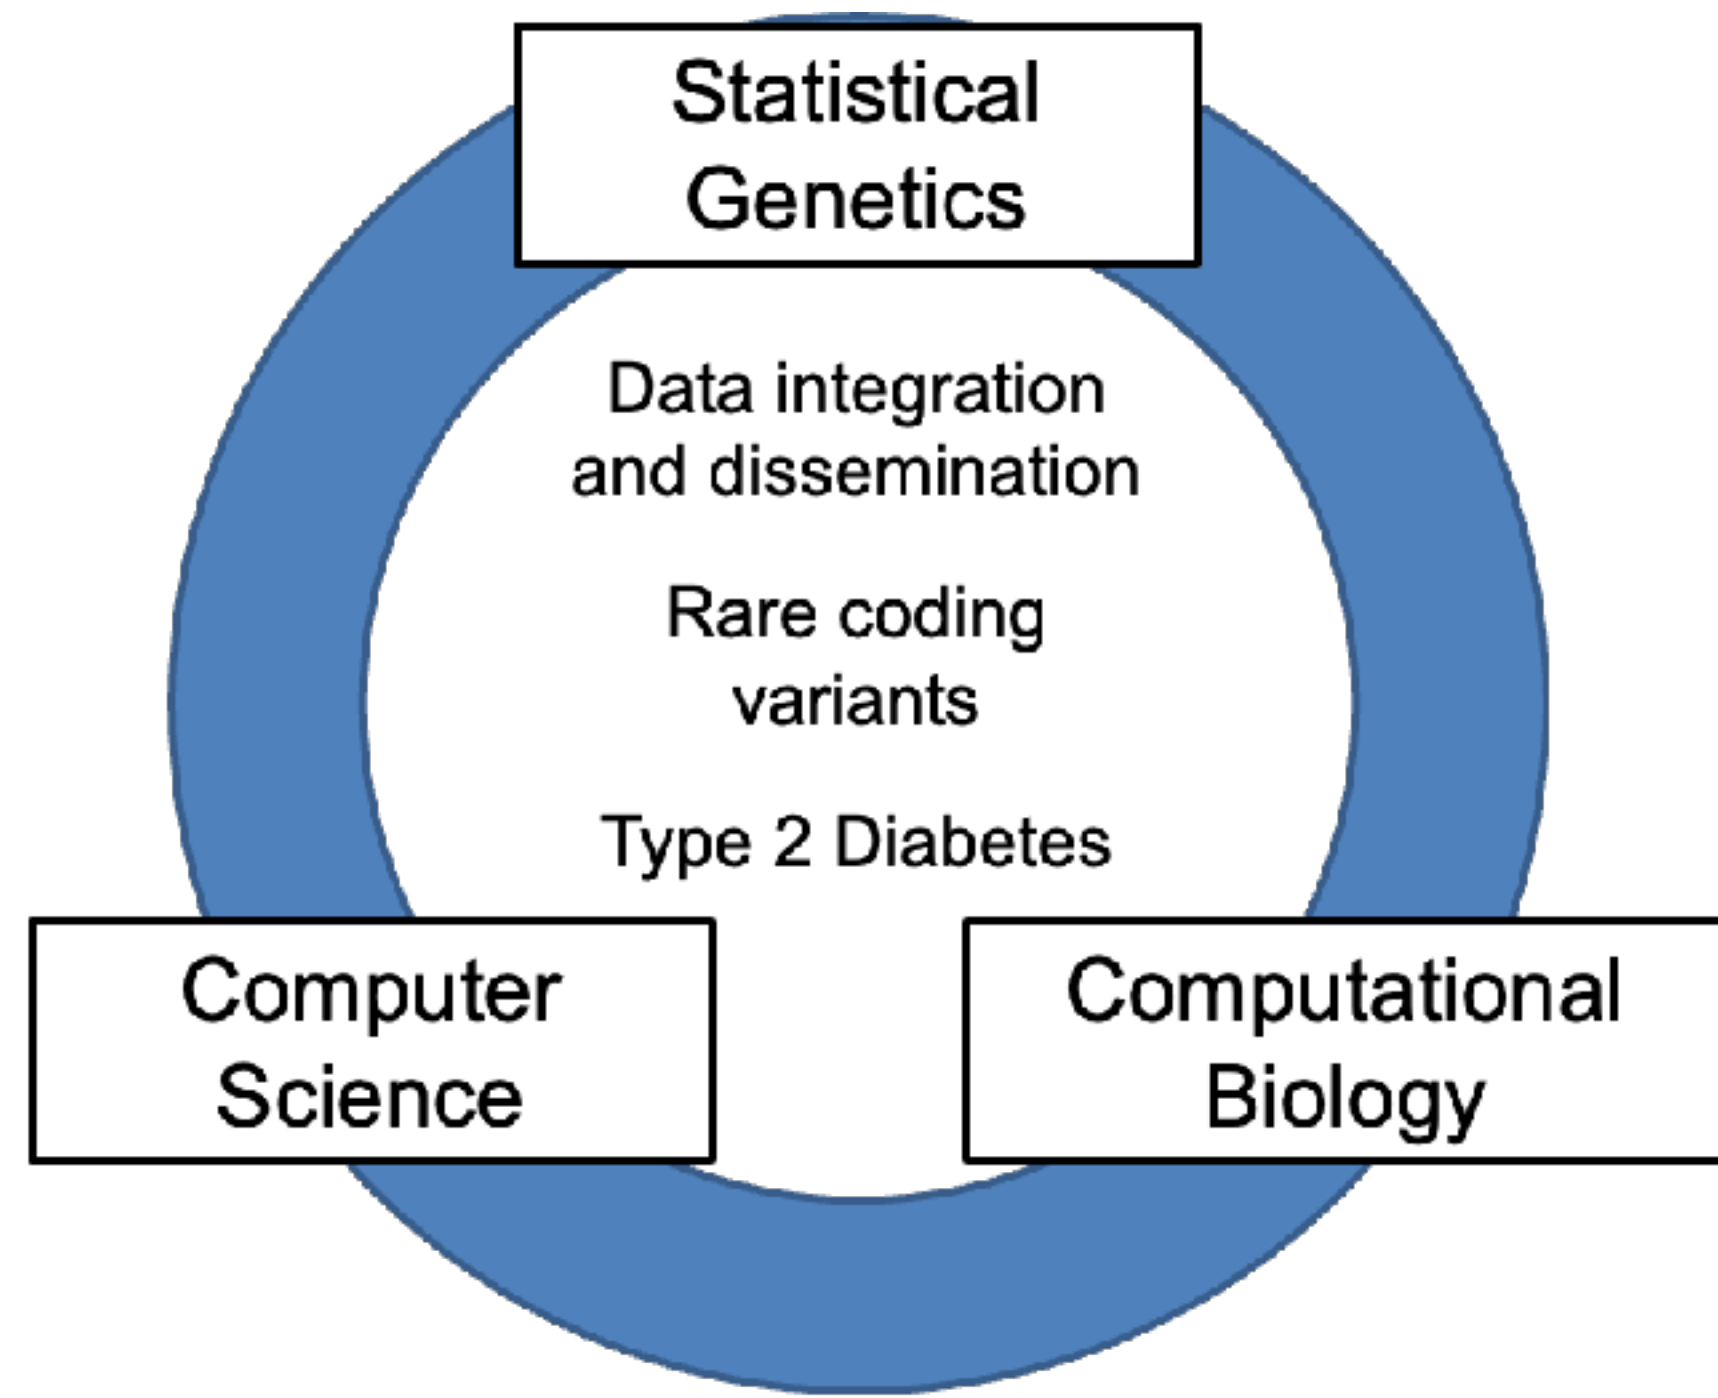 Statistical
Genetics
Data integration
and dissemination
Rare coding
variants
Type 2 Diabetes
Computer
Science
Computational
Biology